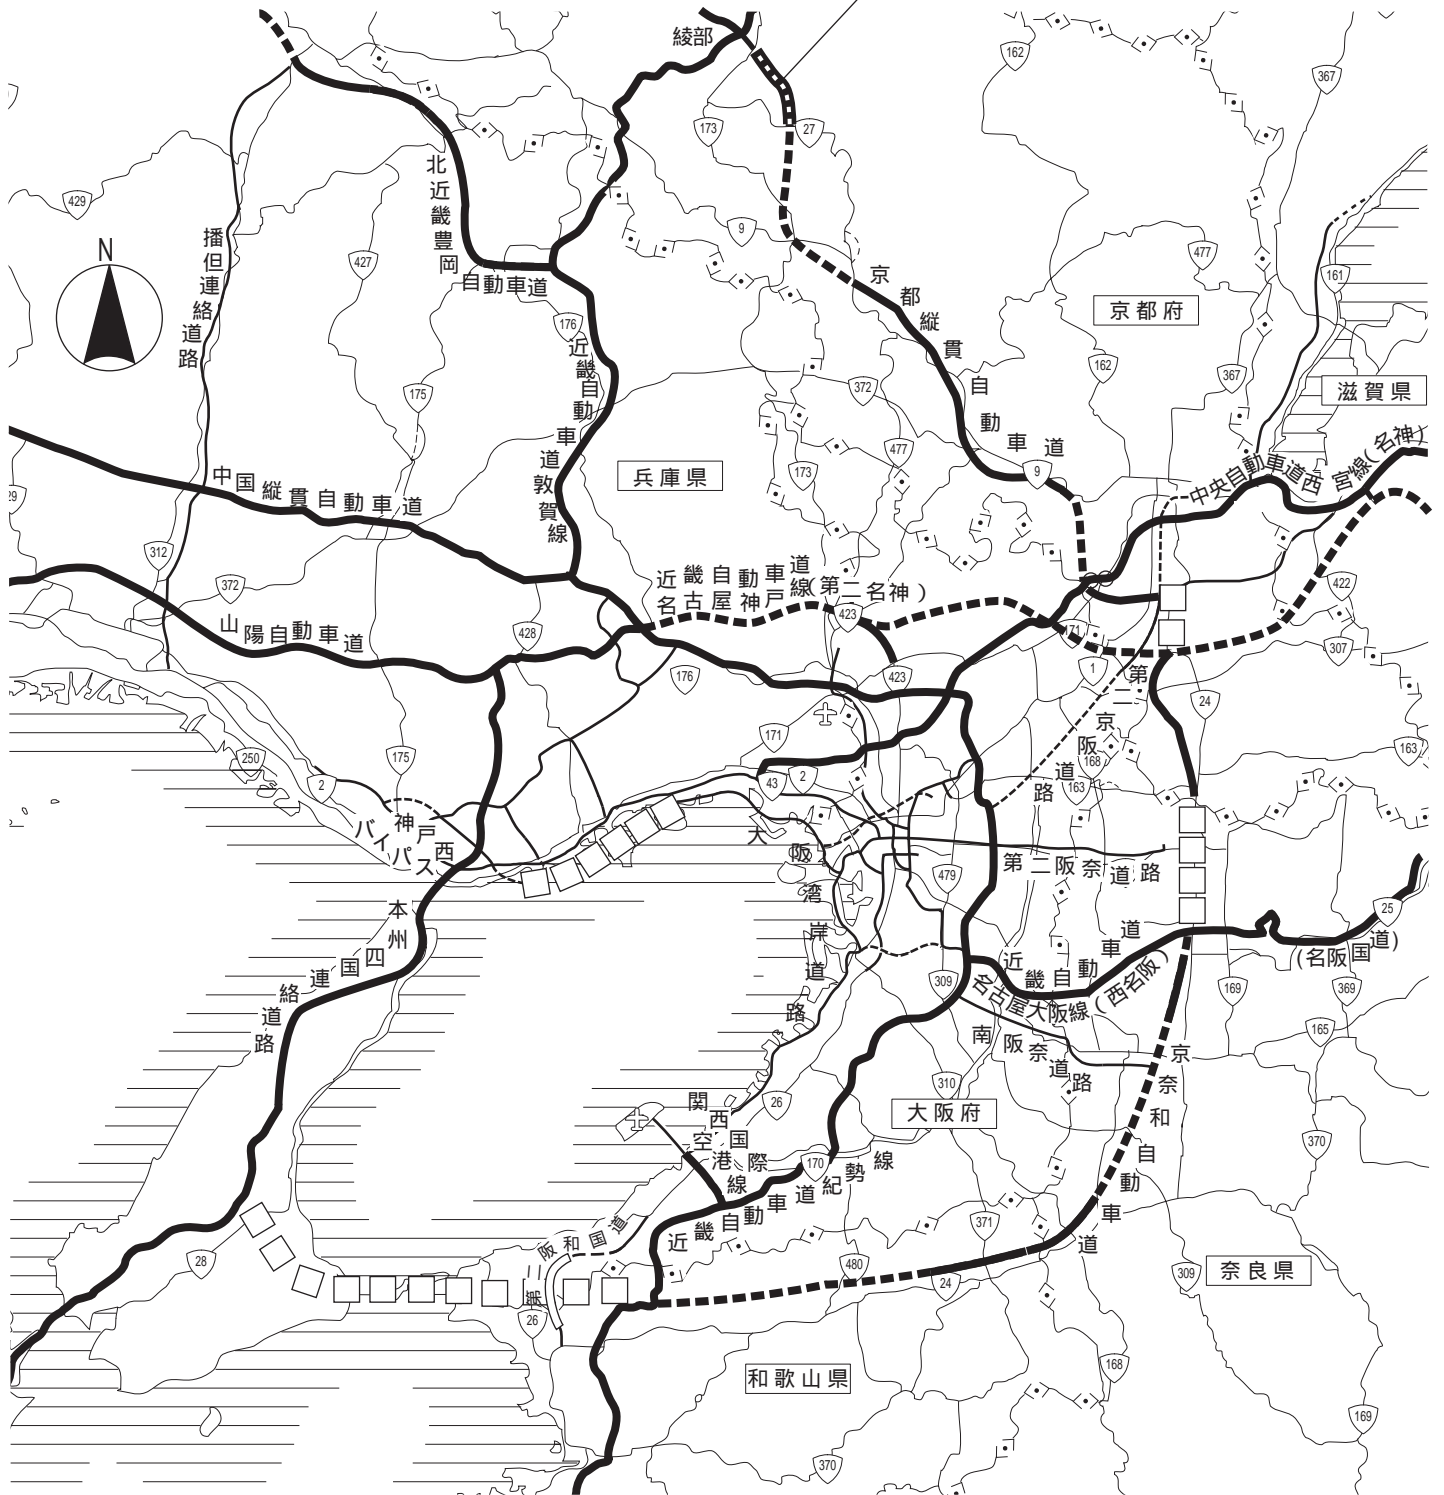 綾部
162
367
173
27
429
北近畿豊岡自動車道
9
播但連絡道路
N
427
477
京都縦貫自動車道
161
京都府
176
近畿自動車道敦賀線
162
367
372
滋賀県
175
中央自動車道西宮線(名神)
477
9
173
兵庫県
中国縦貫自動車道
29
312
近畿自動車道
名古屋神戸線(第二名神)
372
422
423
山陽自動車道
428
171
307
176
423
1
第二京阪道路
24
171
250
175
168
163
2
43
2
163
神戸西バイパス
大阪湾岸道路
第二阪奈道路
479
本州四国連絡道路
25
近畿自動車道
名古屋大阪線(西名阪)
(名阪国道)
309
169
369
165
南阪奈道路
京奈和自動車道
310
関西国際空港線
26
大阪府
370
170
近畿自動車道紀勢線
371
第二阪和国道
28
480
24
309
奈良県
26
和歌山県
168
169
370